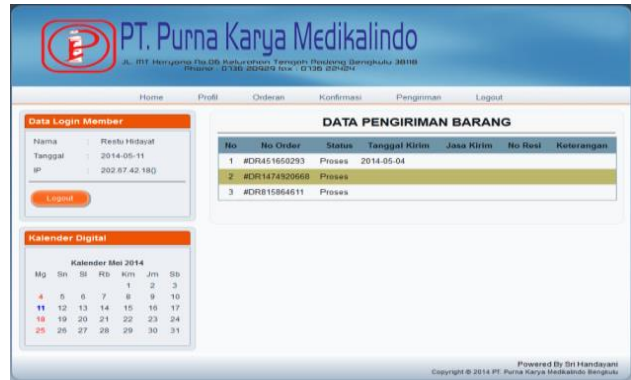 PT. Purna Karya Medikalindo
Home Profil Orderan Konfirmasi Pengiriman Logout
Data Login Member
Nama : Restu Hidayat
Tanggal : 2014-05-11
IP : 202.67.42.18()
Logout
Kalender Digital
Kalender Mei 2014
Mg Sn Sl Rb Km Jm Sb
1 2 3
4 5 6 7 8 9 10
11 12 13 14 15 16 17
18 19 20 21 22 23 24
25 26 27 28 29 30 31
DATA PENGIRIMAN BARANG
No No Order Status Tanggal Kirim Jasa Kirim No Resi Keterangan
1 #DR451650293 Proses 2014-05-04
2 #DR1474920668 Proses
3 #DR815864611 Proses
Powered By Sri Handayani
Copyright © 2014 PT. Purna Karya Medikalindo Bengkulu